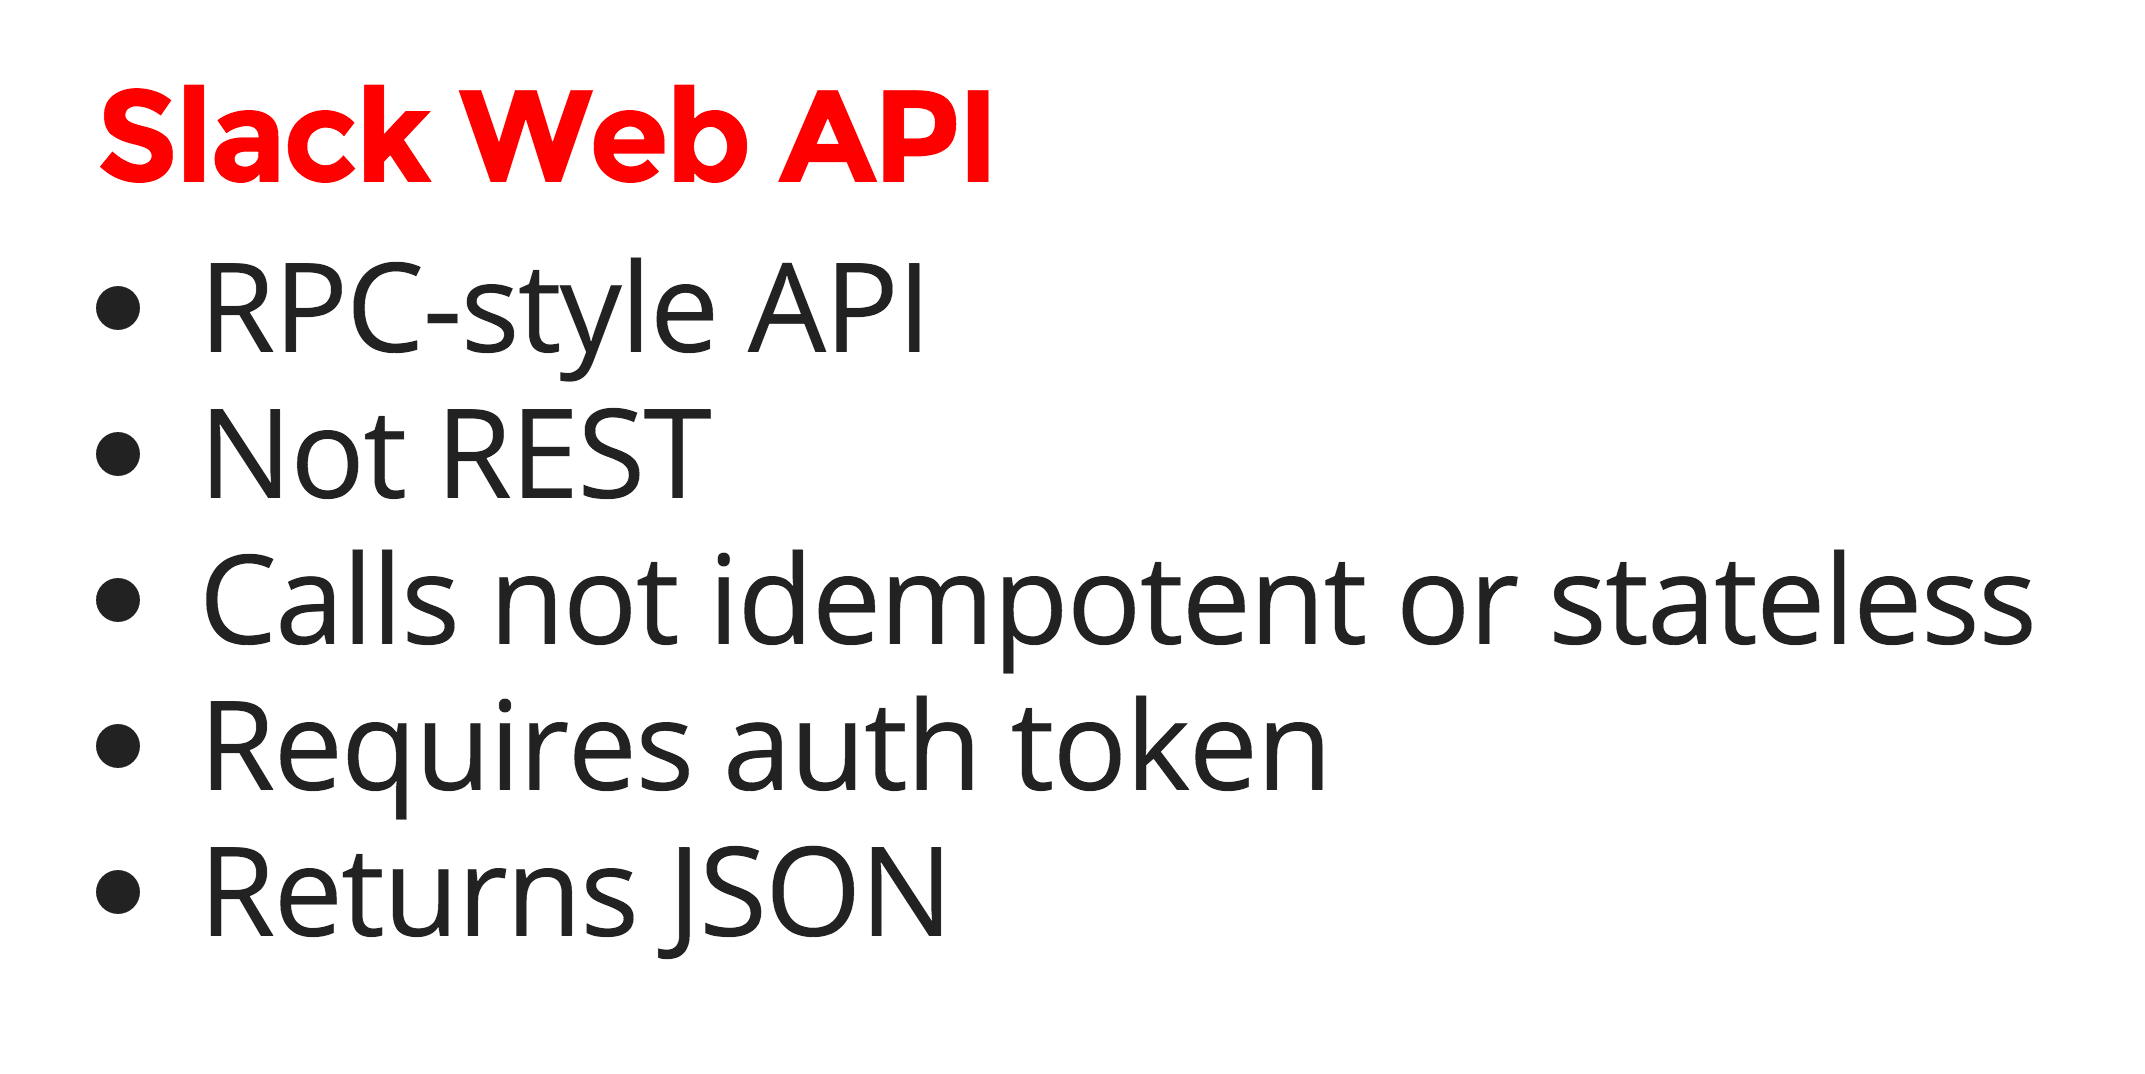 Slack Web API
• RPC-style API
• Not REST
• Calls not idempotent or stateless
• Requires auth token
• Returns JSON